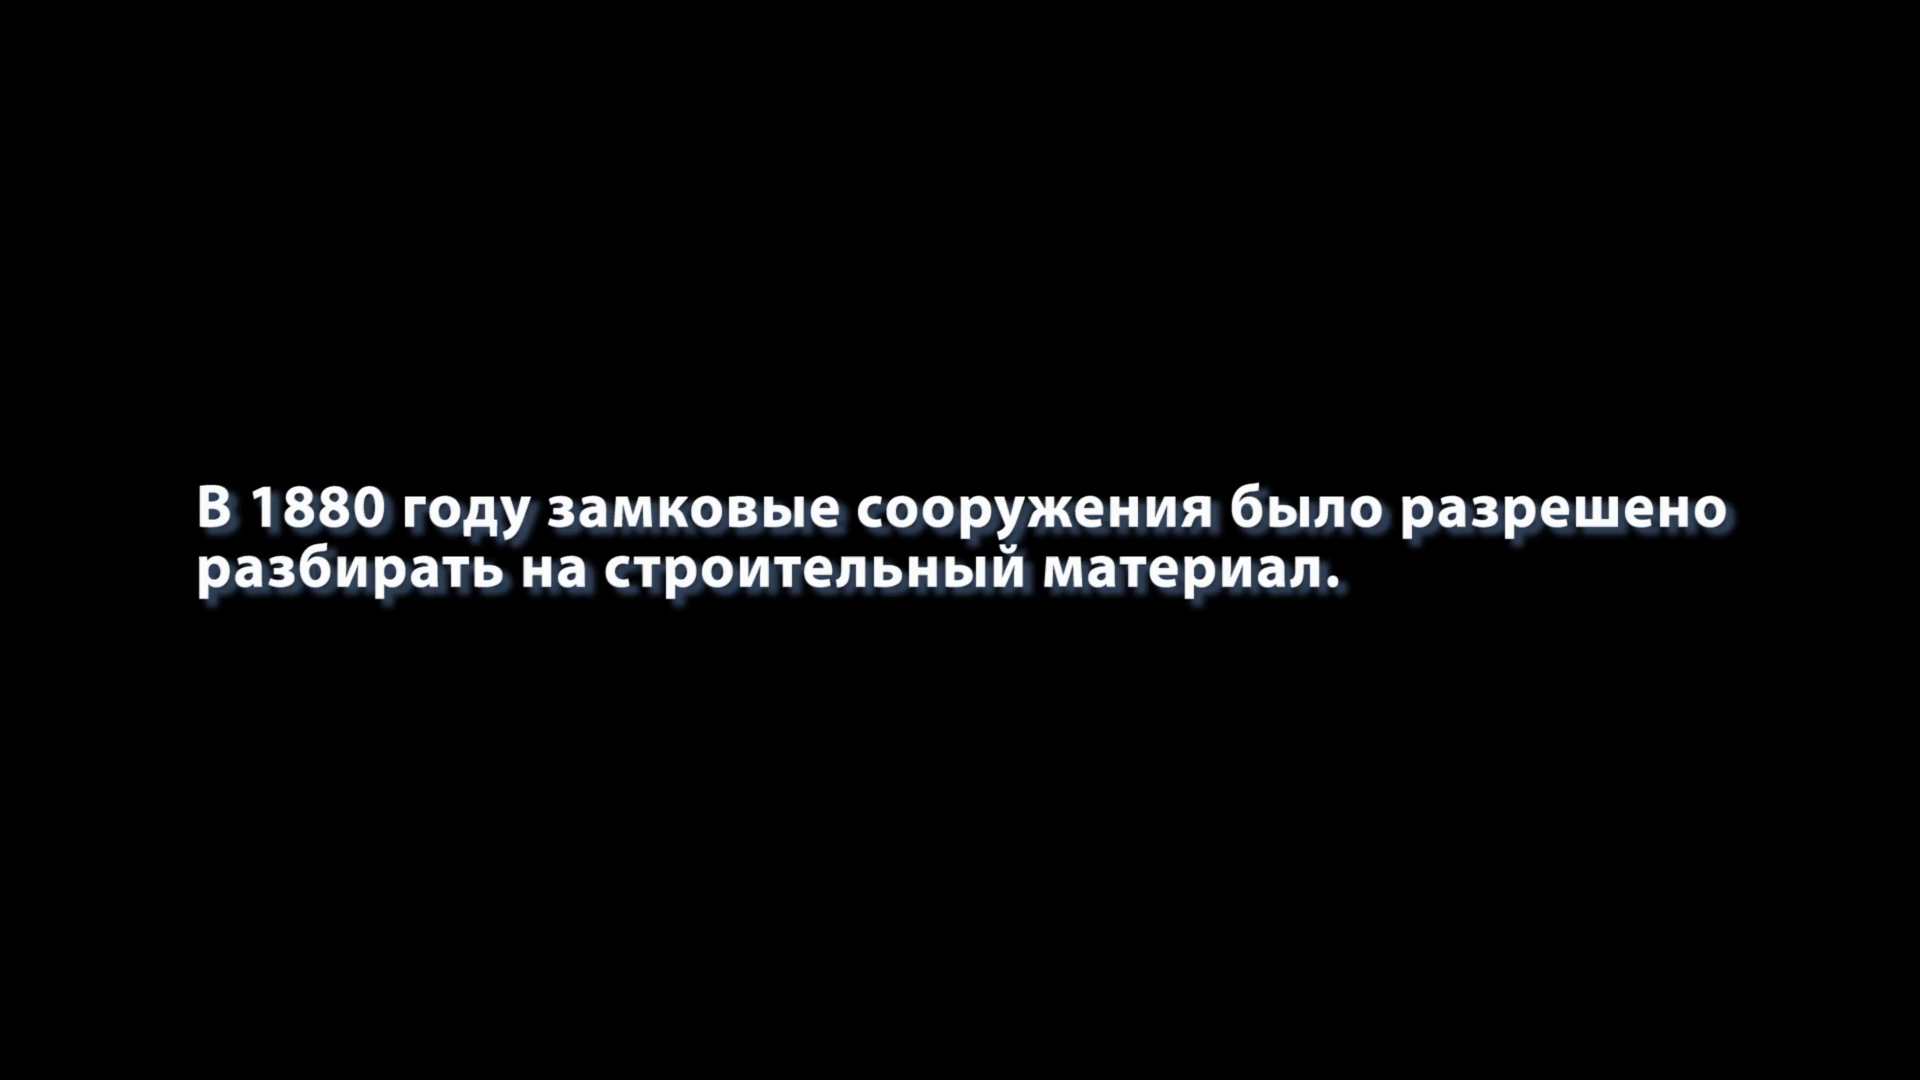 В 1880 году замковые сооружения было разрешено
разбирать на строительный материал.